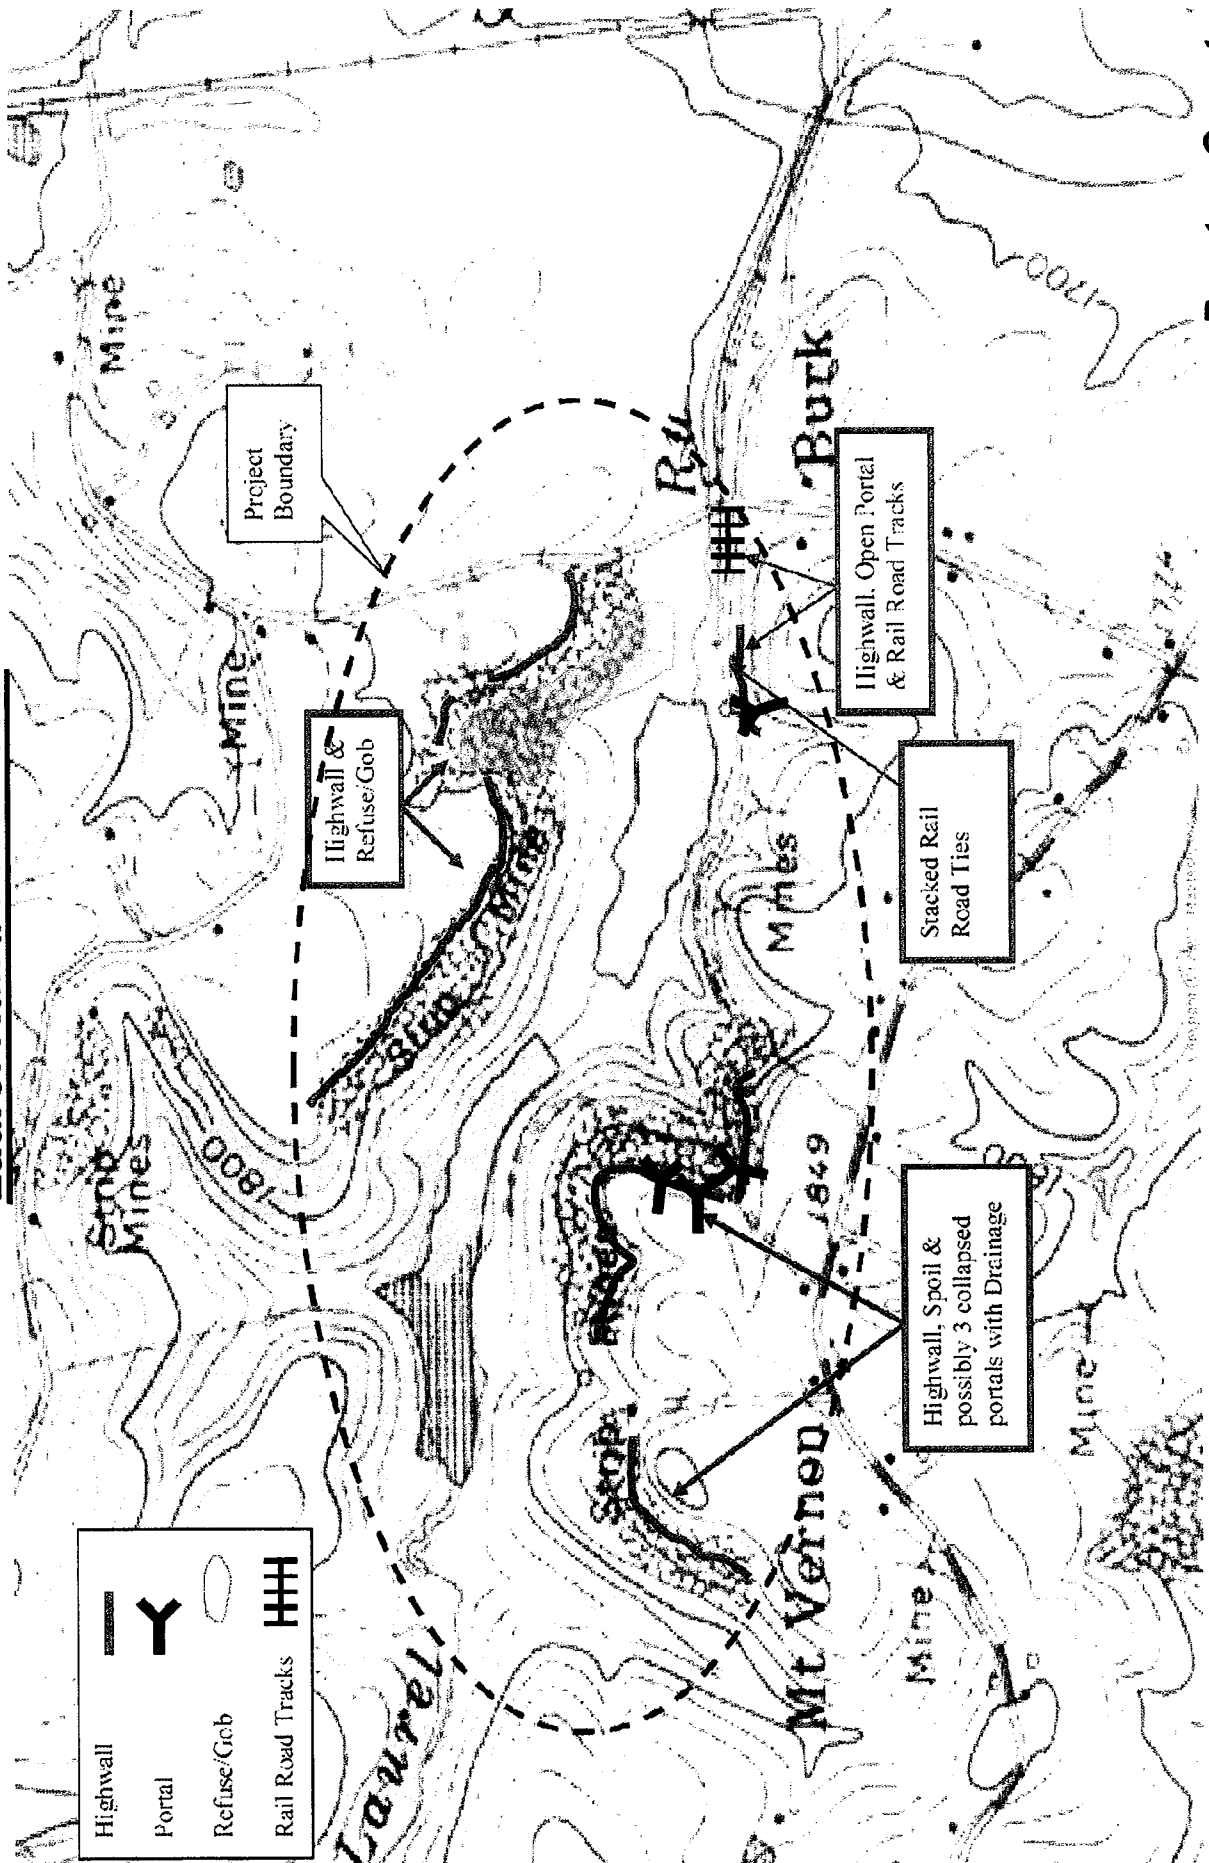 Highwall
Portal
Refuse/Gob
Rail Road Tracks
Project
Boundary
Highwall &
Refuse/Gob
Highwall, Open Portal
& Rail Road Tracks
Stacked Rail
Road Ties
Highwall, Spoil &
possibly 3 collapsed
portals with Drainage
Strip
Mines
1800
Mine
Mine
Strip Mine
Strip
Mines
Mines
1849
Mt Vernon
Mine
Mine
Burk
1700